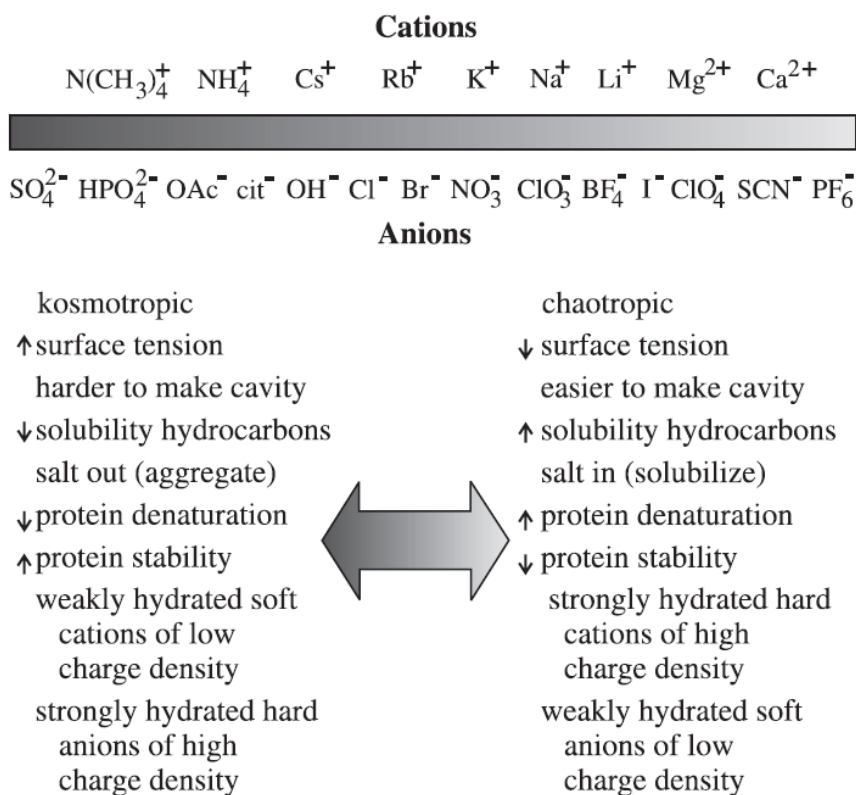 Cations
N(CH₃)₄⁺ NH₄⁺ Cs⁺ Rb⁺ K⁺ Na⁺ Li⁺ Mg²⁺ Ca²⁺
SO₄²⁻ HPO₄²⁻ OAc⁻ cit⁻ OH⁻ Cl⁻ Br⁻ NO₃⁻ ClO₃⁻ BF₄⁻ I⁻ ClO₄⁻ SCN⁻ PF₆⁻
Anions
kosmotropic
↑surface tension
harder to make cavity
↓solubility hydrocarbons
salt out (aggregate)
↓protein denaturation
↑protein stability
weakly hydrated soft
cations of low
charge density
strongly hydrated hard
anions of high
charge density
chaotropic
↓ surface tension
easier to make cavity
↑ solubility hydrocarbons
salt in (solubilize)
↑ protein denaturation
↓ protein stability
strongly hydrated hard
cations of high
charge density
weakly hydrated soft
anions of low
charge density